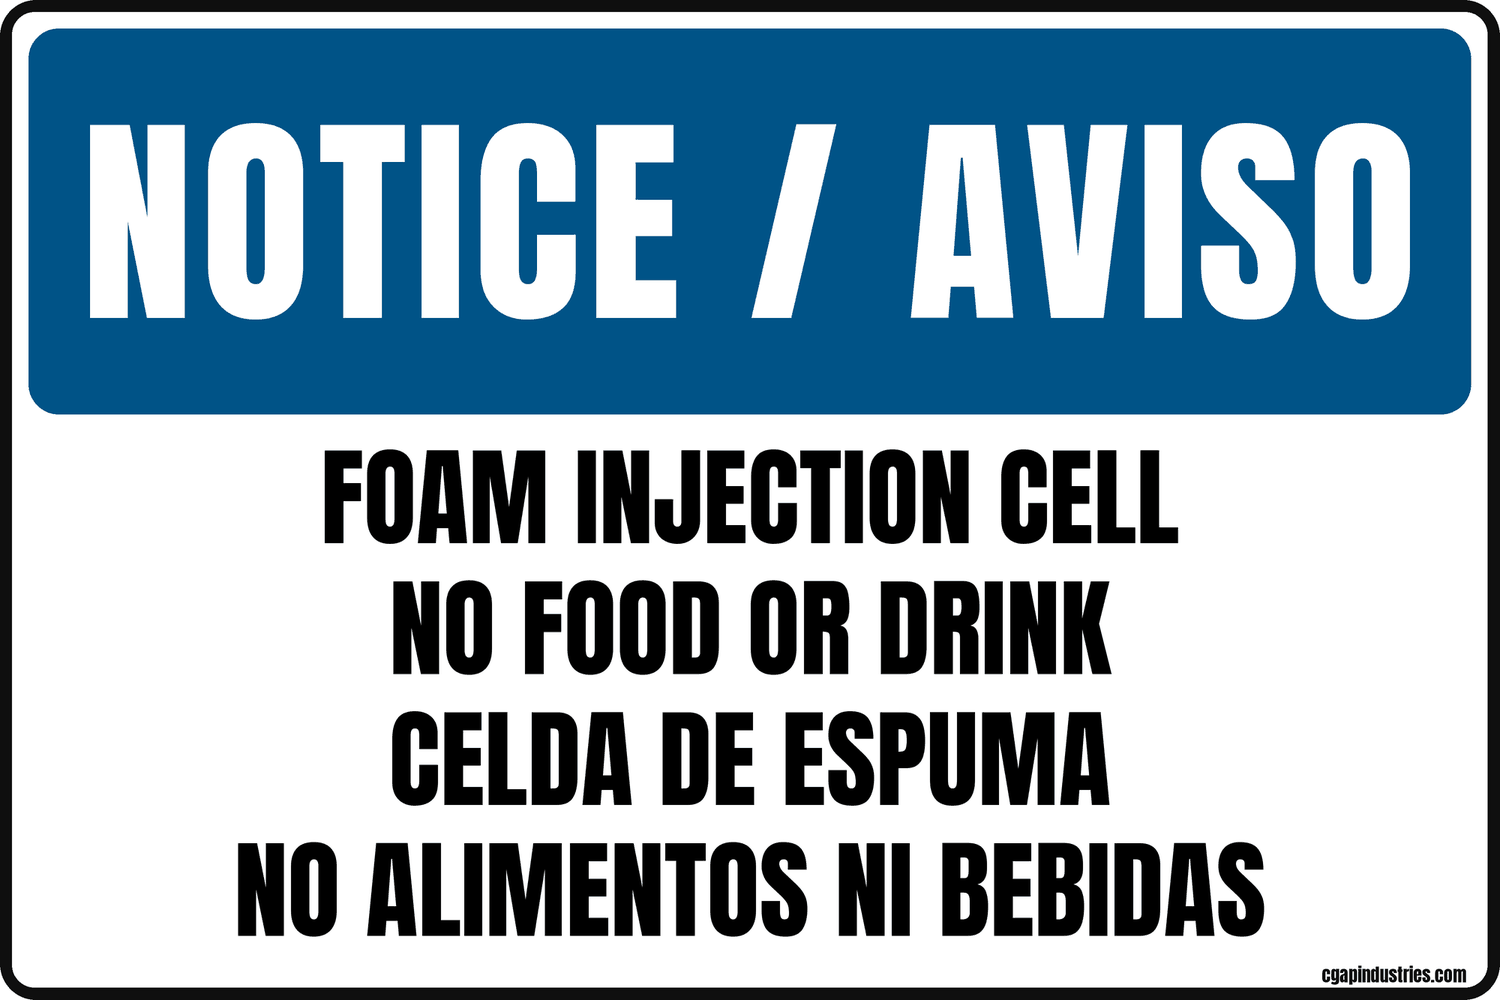 NOTICE / AVISO
FOAM INJECTION CELL
NO FOOD OR DRINK
CELDA DE ESPUMA
NO ALIMENTOS NI BEBIDAS
cgapindustries.com